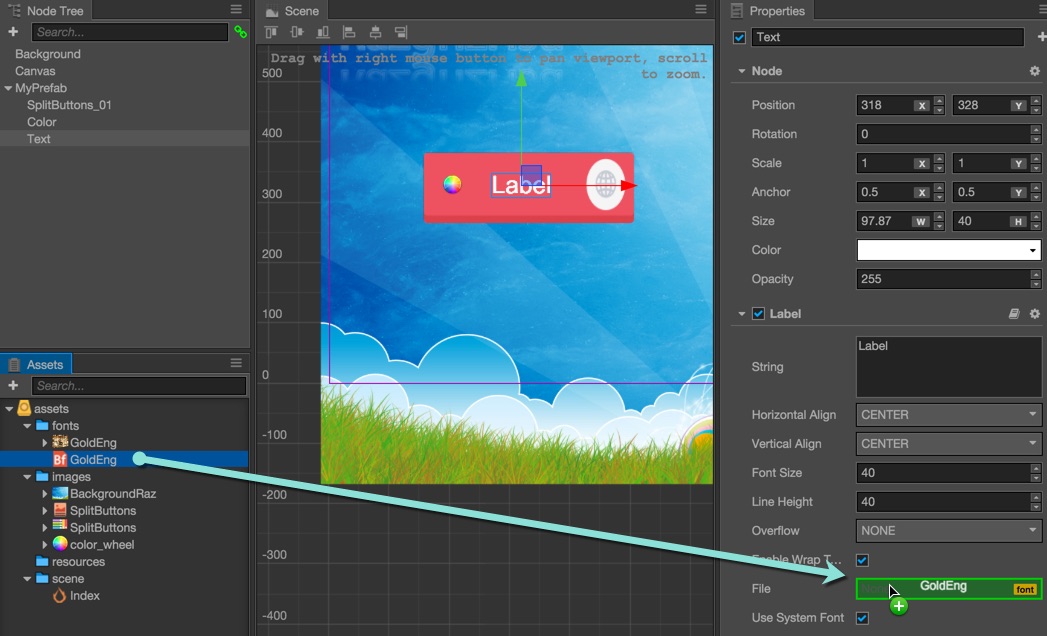 Node Tree
Search...
Background
Canvas
MyPrefab
SplitButtons_01
Color
Text
Assets
Search...
assets
fonts
GoldEng
Bf GoldEng
images
BackgroundRaz
SplitButtons
SplitButtons
color_wheel
resources
scene
Index
Scene
Drag with right mouse button to pan viewport, scroll
to zoom.
500
400
300
200
100
0
-100
-200
-300
-400
Label
Properties
Text
Node
Position 318 X 328 Y
Rotation 0
Scale 1 X 1 Y
Anchor 0.5 X 0.5 Y
Size 97.87 W 40 H
Color
Opacity 255
Label
String Label
Horizontal Align CENTER
Vertical Align CENTER
Font Size 40
Line Height 40
Overflow NONE
Enable Wrap T...
File GoldEng font
Use System Font